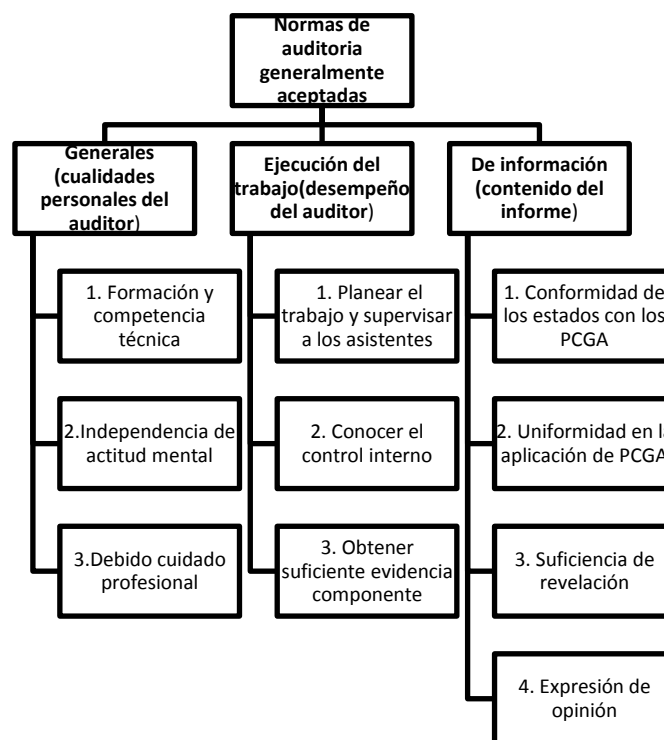 Normas de
auditoria
generalmente
aceptadas
Generales
(cualidades
personales del
auditor)
Ejecución del
trabajo(desempeño
del auditor)
De información
(contenido del
informe)
1. Formación y
competencia
técnica
1. Planear el
trabajo y supervisar
a los asistentes
1. Conformidad de
los estados con los
PCGA
2.Independencia de
actitud mental
2. Conocer el
control interno
2. Uniformidad en la
aplicación de PCGA
3.Debido cuidado
profesional
3. Obtener
suficiente evidencia
componente
3. Suficiencia de
revelación
4. Expresión de
opinión